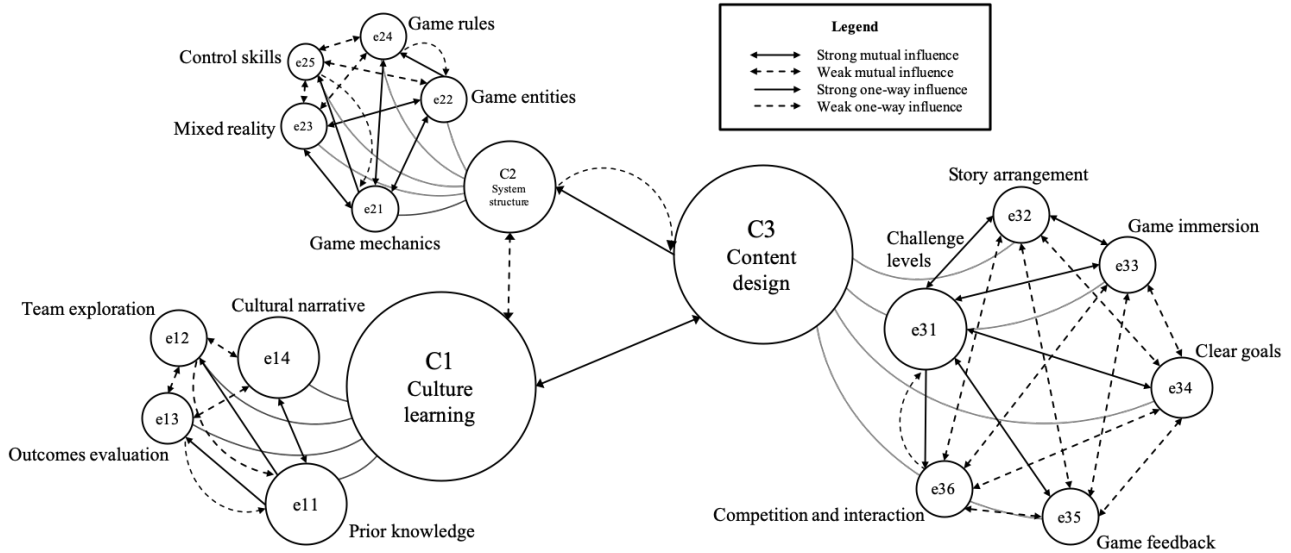 Game rules
e24
Control skills
e25
e22
Game entities
Mixed reality
e23
e21
Game mechanics
C2
System
structure
Legend
Strong mutual influence
Weak mutual influence
Strong one-way influence
Weak one-way influence
C3
Content
design
Story arrangement
e32
Challenge
levels
Game immersion
e33
e31
Clear goals
e34
e36
Competition and interaction
e35
Game feedback
Team exploration
e12
Cultural narrative
e14
e13
Outcomes evaluation
e11
Prior knowledge
C1
Culture
learning